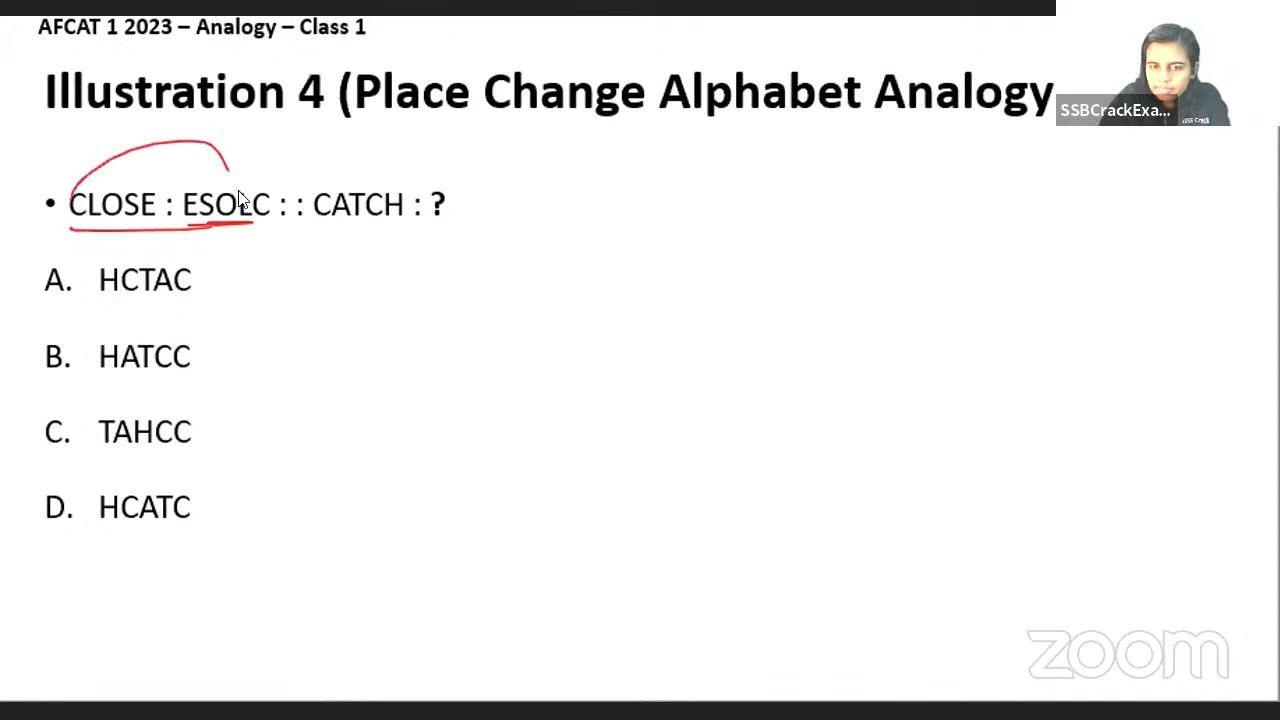 AFCAT 1 2023 – Analogy – Class 1
Illustration 4 (Place Change Alphabet Analogy
SSBCrackExa...
• CLOSE : ESOLC : : CATCH : ?
A. HCTAC
B. HATCC
C. TAHCC
D. HCATC
zoom